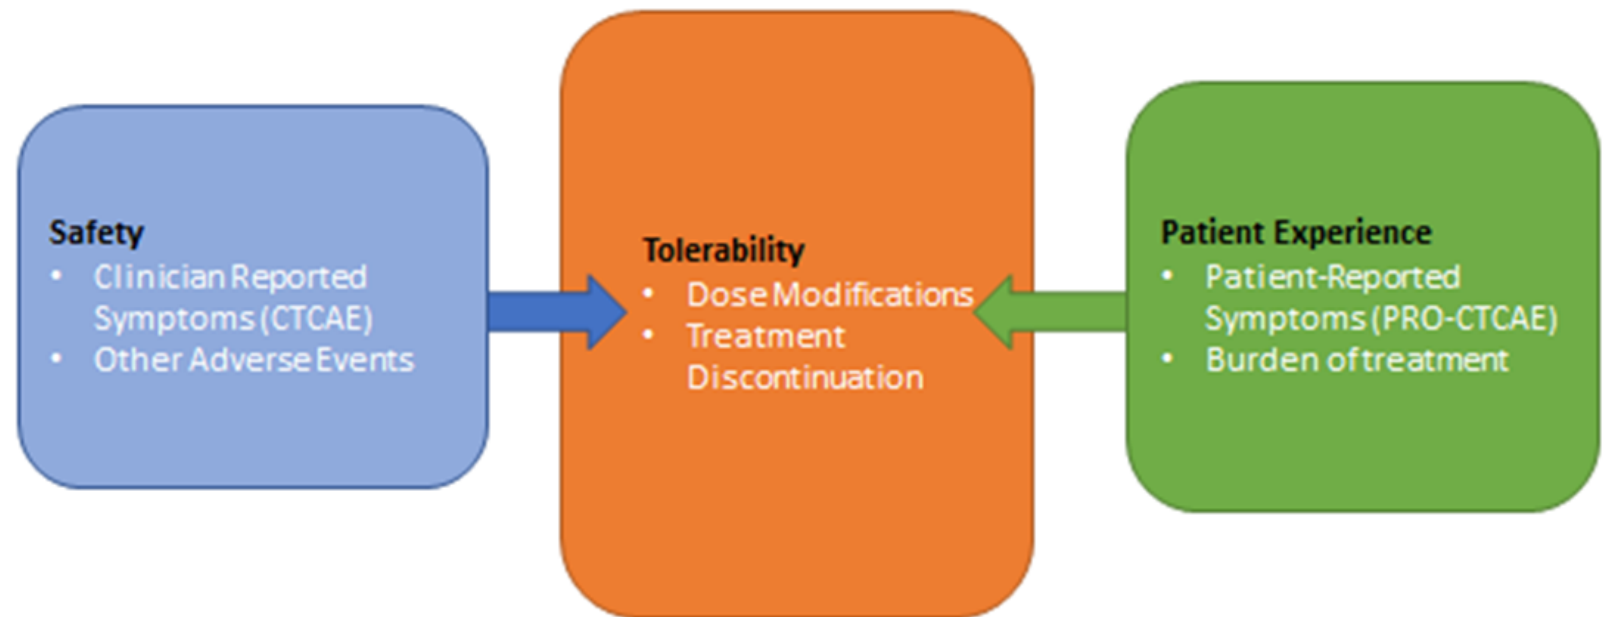 Safety
• Clinician Reported
Symptoms (CTCAE)
• Other Adverse Events
Tolerability
• Dose Modifications
• Treatment
Discontinuation
Patient Experience
• Patient-Reported
Symptoms (PRO-CTCAE)
• Burden of treatment